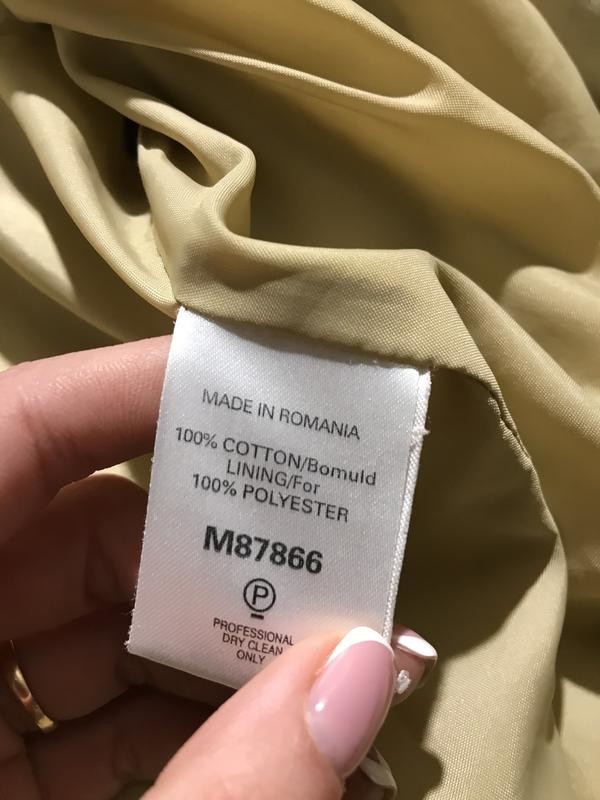 MADE IN ROMANIA
100% COTTON/Bomuld
LINING/For
100% POLYESTER
M87866
P
PROFESSIONAL
DRY CLEAN
ONLY